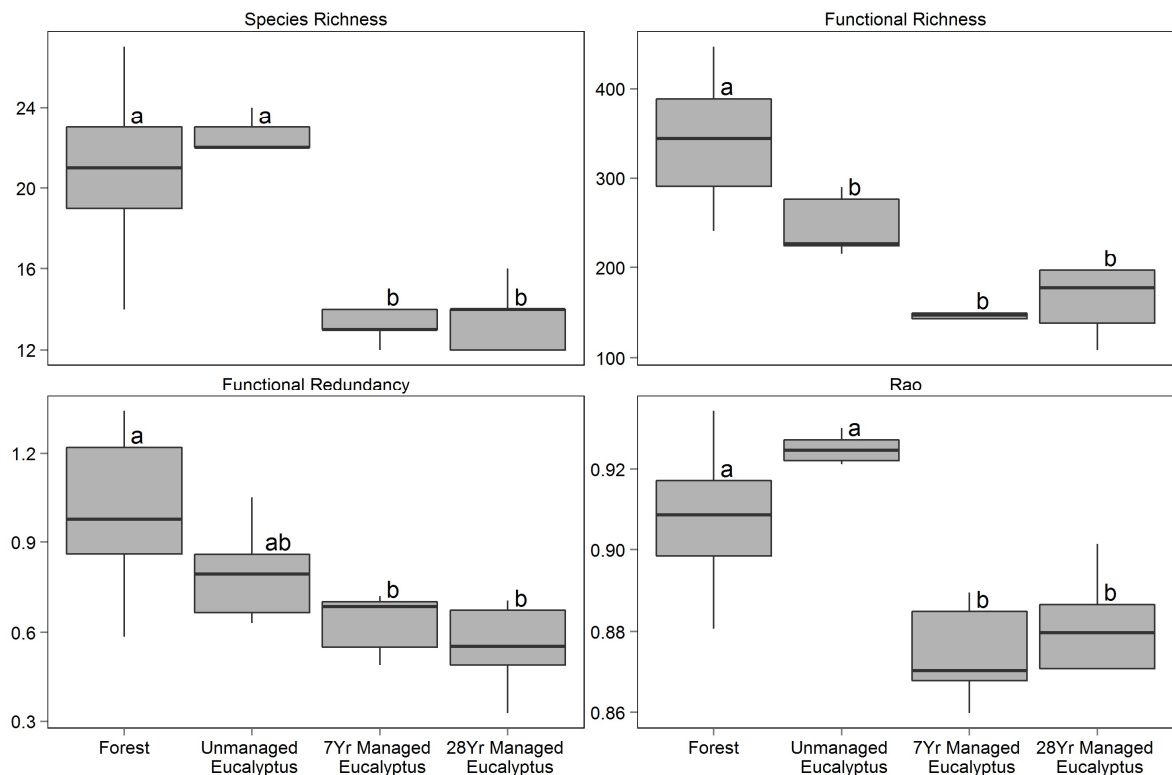 Species Richness
Functional Richness
24
20
16
12
a
a
b
b
400
300
200
100
a
b
b
b
Functional Redundancy
Rao
1.2
0.9
0.6
0.3
a
ab
b
b
0.92
0.90
0.88
0.86
a
a
b
b
Forest
Unmanaged
Eucalyptus
7Yr Managed
Eucalyptus
28Yr Managed
Eucalyptus
Forest
Unmanaged
Eucalyptus
7Yr Managed
Eucalyptus
28Yr Managed
Eucalyptus